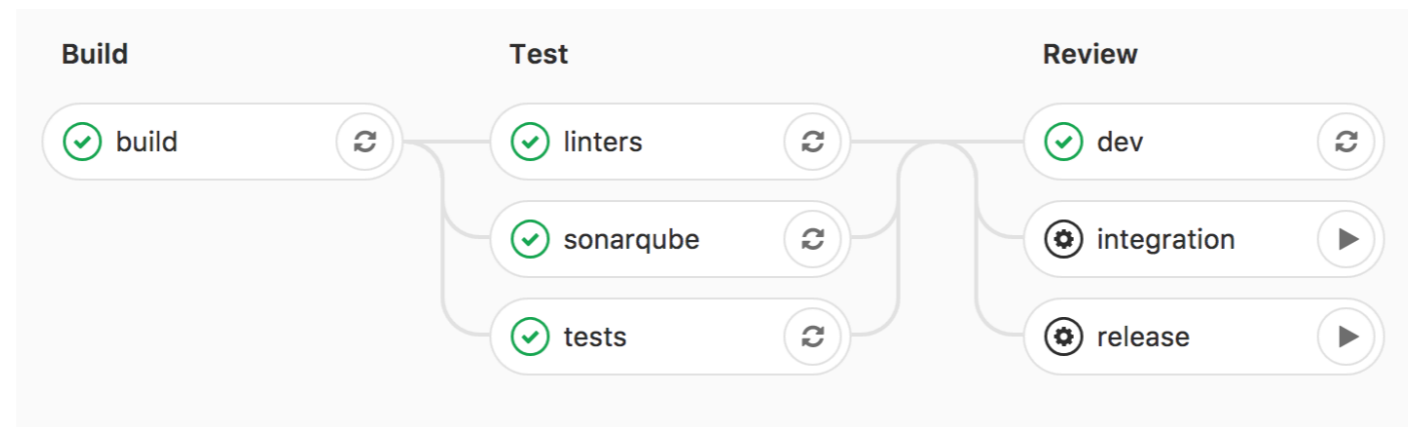 Build
Test
Review
build
linters
dev
sonarqube
integration
tests
release